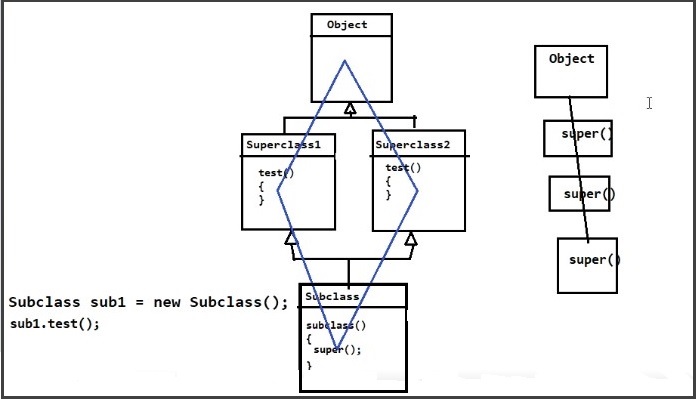 Object
Superclass1
test()
{
}
Superclass2
test()
{
}
Subclass
subclass()
{
super();
}
Subclass sub1 = new Subclass();
sub1.test();
Object
super()
super()
super()